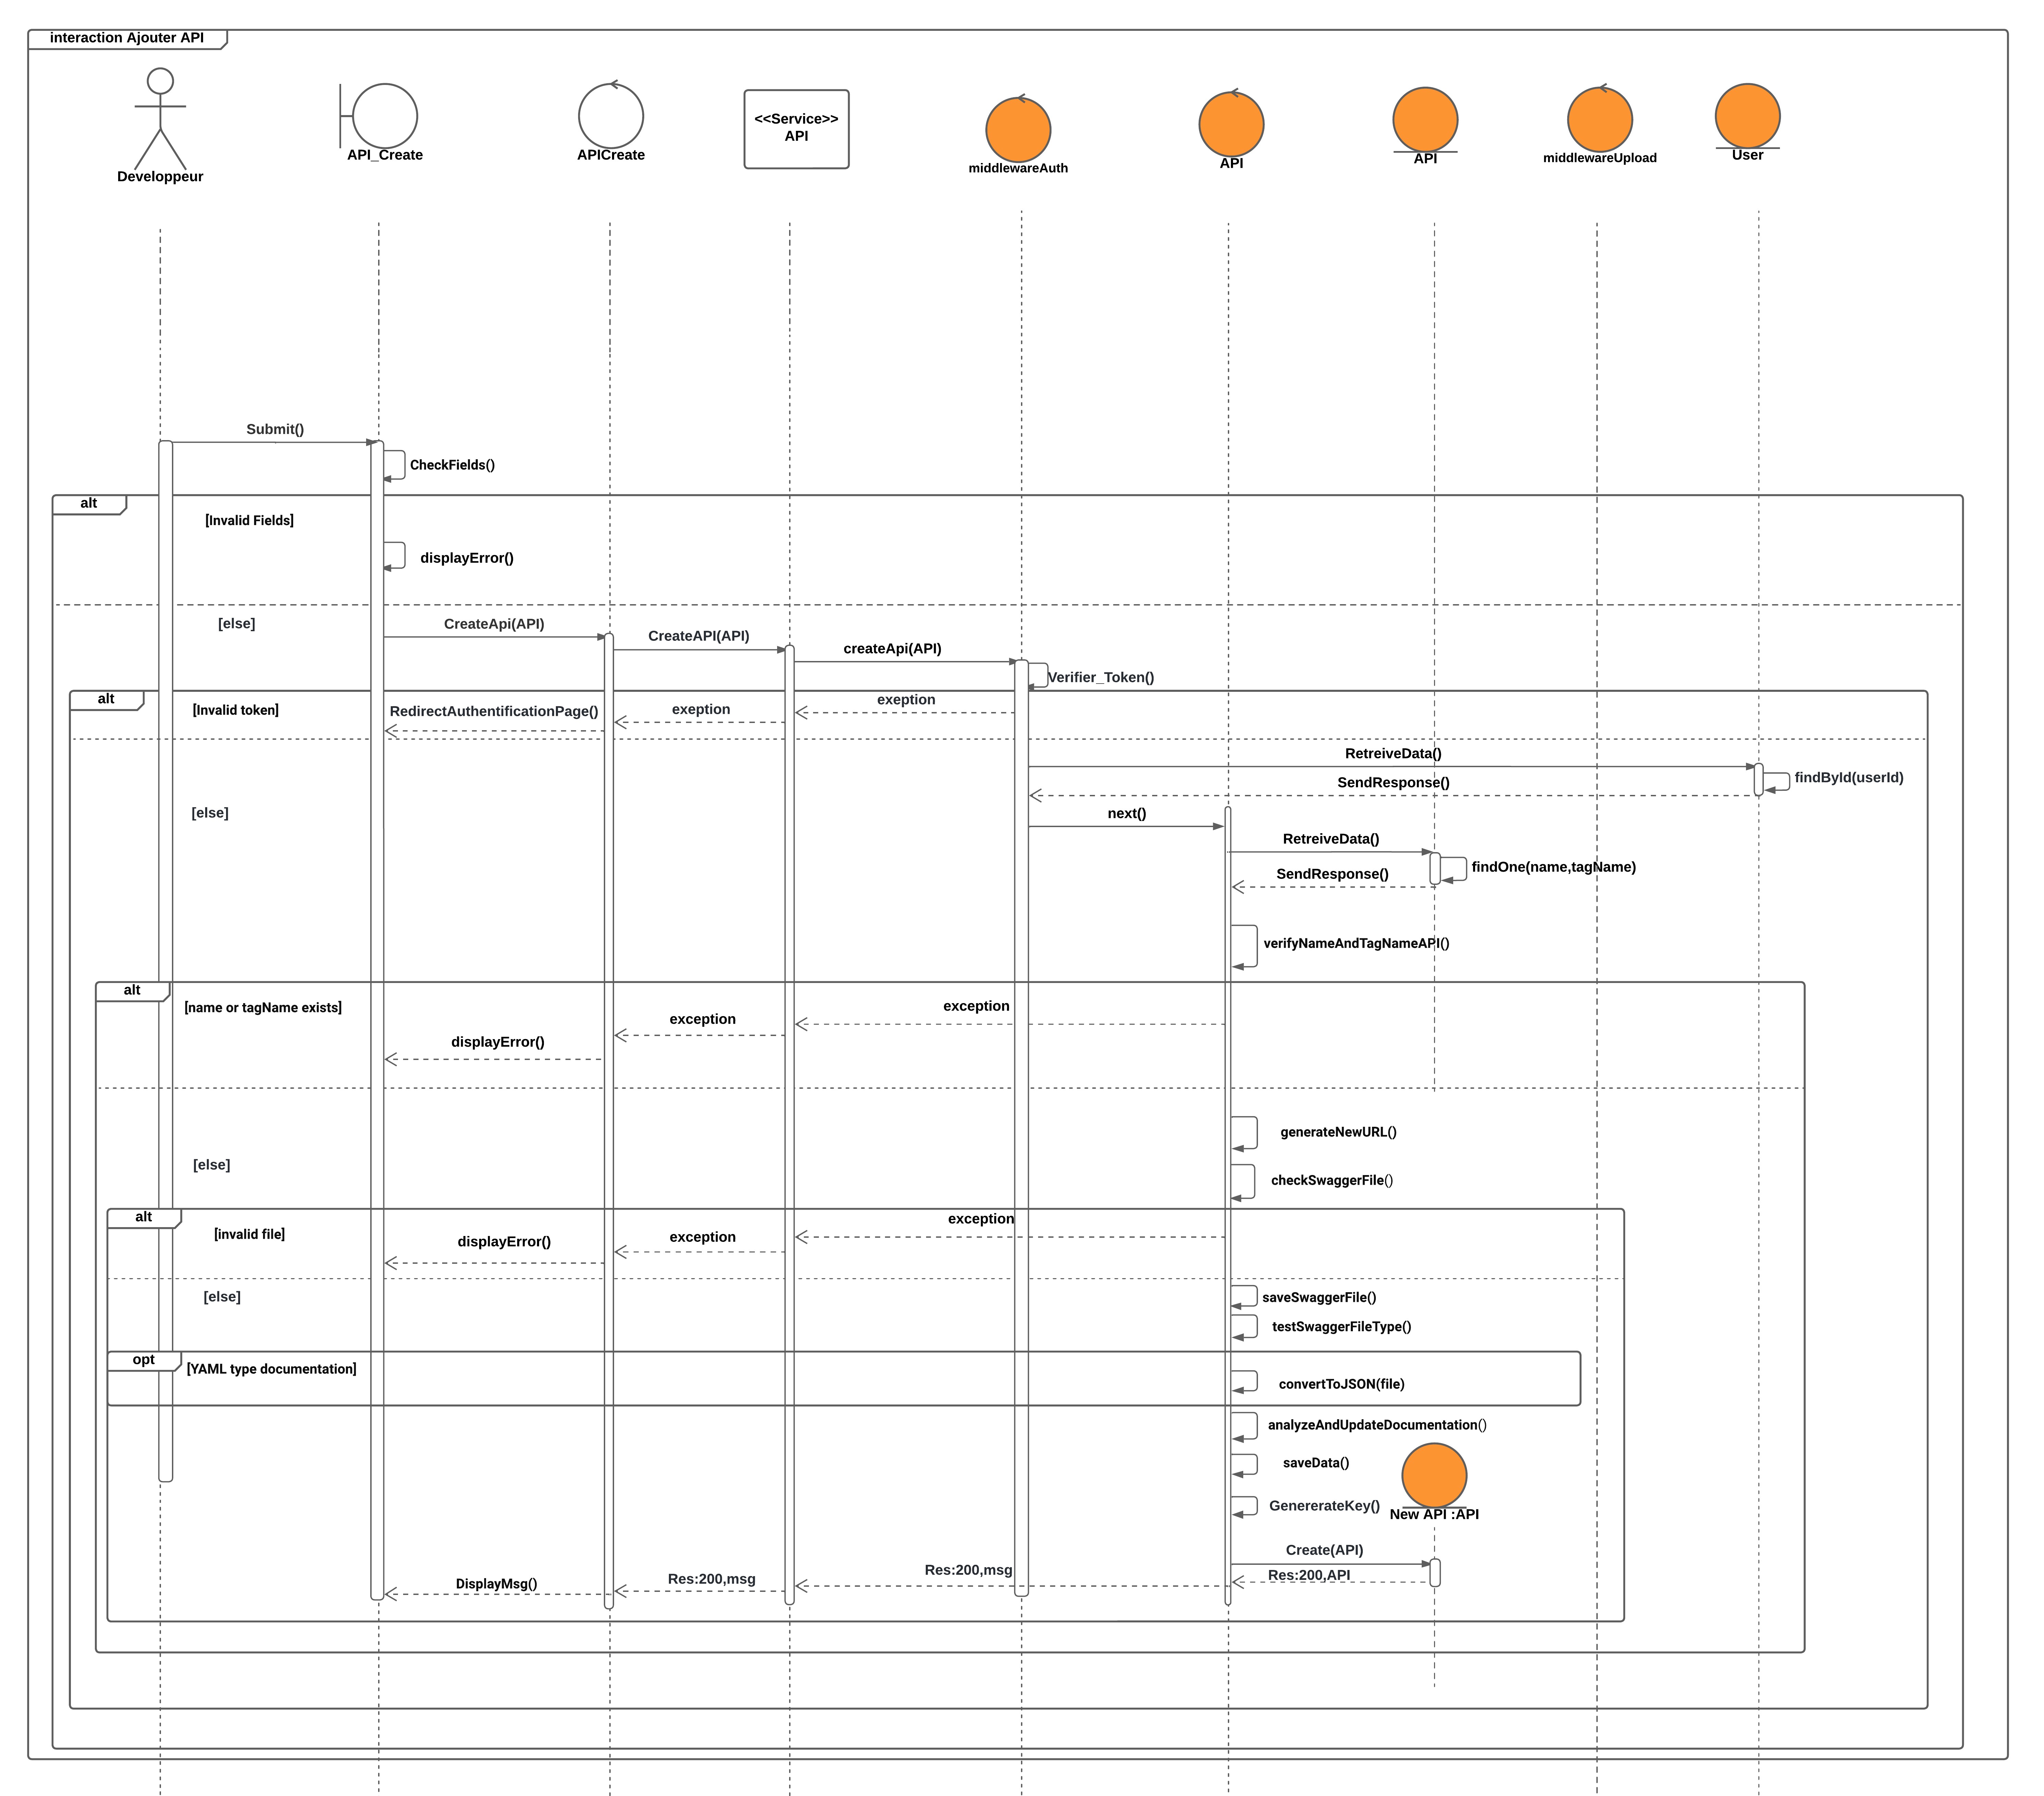 interaction Ajouter API
Developpeur
API_Create
APICreate
<<Service>>
API
middlewareAuth
API
API
middlewareUpload
User
Submit()
CheckFields()
alt
[Invalid Fields]
displayError()
[else]
CreateApi(API)
CreateAPI(API)
createApi(API)
Verifier_Token()
alt
[Invalid token]
RedirectAuthentificationPage()
exeption
exeption
RetreiveData()
findById(userId)
SendResponse()
[else]
next()
RetreiveData()
findOne(name,tagName)
SendResponse()
verifyNameAndTagNameAPI()
alt
[name or tagName exists]
exception
exception
displayError()
generateNewURL()
[else]
checkSwaggerFile()
alt
[invalid file]
exception
exception
displayError()
[else]
saveSwaggerFile()
testSwaggerFileType()
opt
[YAML type documentation]
convertToJSON(file)
analyzeAndUpdateDocumentation()
saveData()
GenererateKey()
New API :API
Create(API)
Res:200,API
Res:200,msg
Res:200,msg
DisplayMsg()